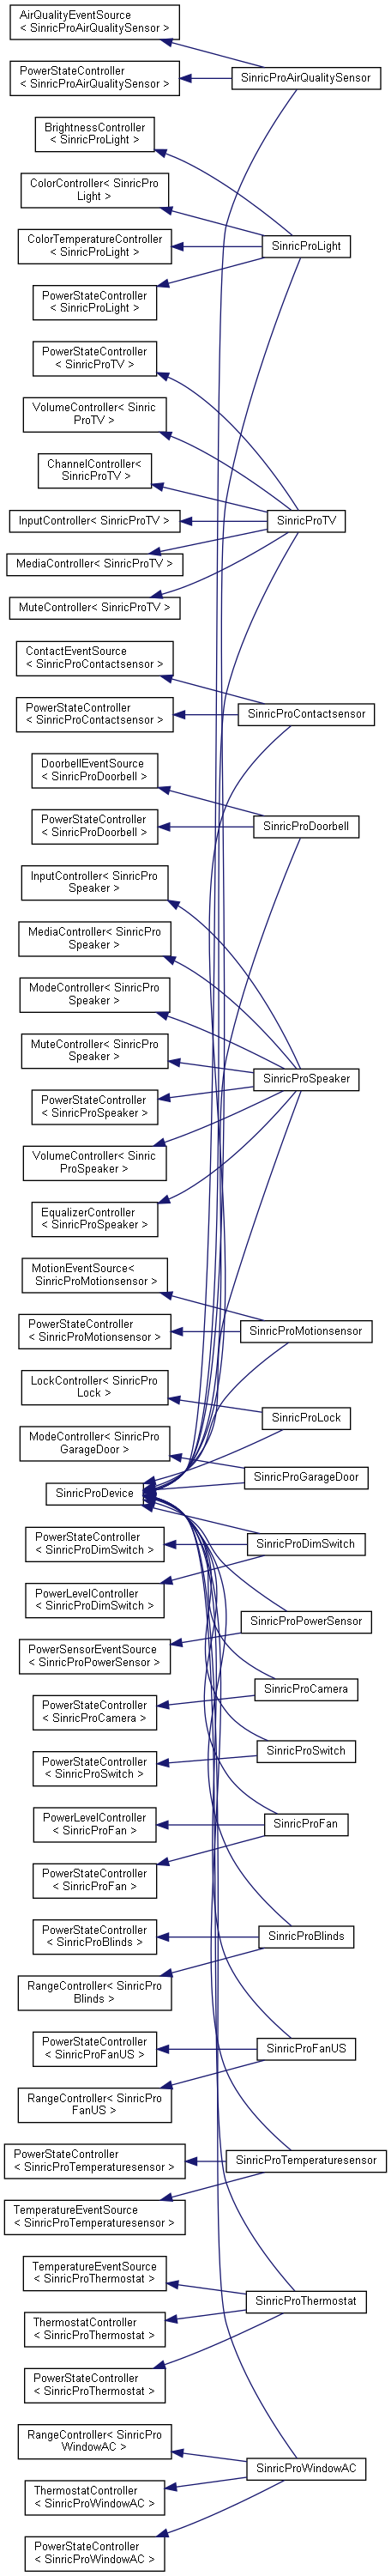 AirQualityEventSource
< SinricProAirQualitySensor >
PowerStateController
< SinricProAirQualitySensor >
SinricProAirQualitySensor
BrightnessController
< SinricProLight >
ColorController< SinricPro
Light >
ColorTemperatureController
< SinricProLight >
SinricProLight
PowerStateController
< SinricProLight >
PowerStateController
< SinricProTV >
VolumeController< Sinric
ProTV >
ChannelController<
SinricProTV >
InputController< SinricProTV >
SinricProTV
MediaController< SinricProTV >
MuteController< SinricProTV >
ContactEventSource
< SinricProContactsensor >
PowerStateController
< SinricProContactsensor >
SinricProContactsensor
DoorbellEventSource
< SinricProDoorbell >
PowerStateController
< SinricProDoorbell >
SinricProDoorbell
InputController< SinricPro
Speaker >
MediaController< SinricPro
Speaker >
ModeController< SinricPro
Speaker >
MuteController< SinricPro
Speaker >
SinricProSpeaker
PowerStateController
< SinricProSpeaker >
VolumeController< Sinric
ProSpeaker >
EqualizerController
< SinricProSpeaker >
MotionEventSource<
SinricProMotionsensor >
PowerStateController
< SinricProMotionsensor >
SinricProMotionsensor
LockController< SinricPro
Lock >
SinricProLock
ModeController< SinricPro
GarageDoor >
SinricProGarageDoor
SinricProDevice
PowerStateController
< SinricProDimSwitch >
SinricProDimSwitch
PowerLevelController
< SinricProDimSwitch >
SinricProPowerSensor
PowerSensorEventSource
< SinricProPowerSensor >
SinricProCamera
PowerStateController
< SinricProCamera >
SinricProSwitch
PowerStateController
< SinricProSwitch >
PowerLevelController
< SinricProFan >
SinricProFan
PowerStateController
< SinricProFan >
PowerStateController
< SinricProBlinds >
SinricProBlinds
RangeController< SinricPro
Blinds >
PowerStateController
< SinricProFanUS >
SinricProFanUS
RangeController< SinricPro
FanUS >
PowerStateController
< SinricProTemperaturesensor >
SinricProTemperaturesensor
TemperatureEventSource
< SinricProTemperaturesensor >
TemperatureEventSource
< SinricProThermostat >
SinricProThermostat
ThermostatController
< SinricProThermostat >
PowerStateController
< SinricProThermostat >
RangeController< SinricPro
WindowAC >
SinricProWindowAC
ThermostatController
< SinricProWindowAC >
PowerStateController
< SinricProWindowAC >